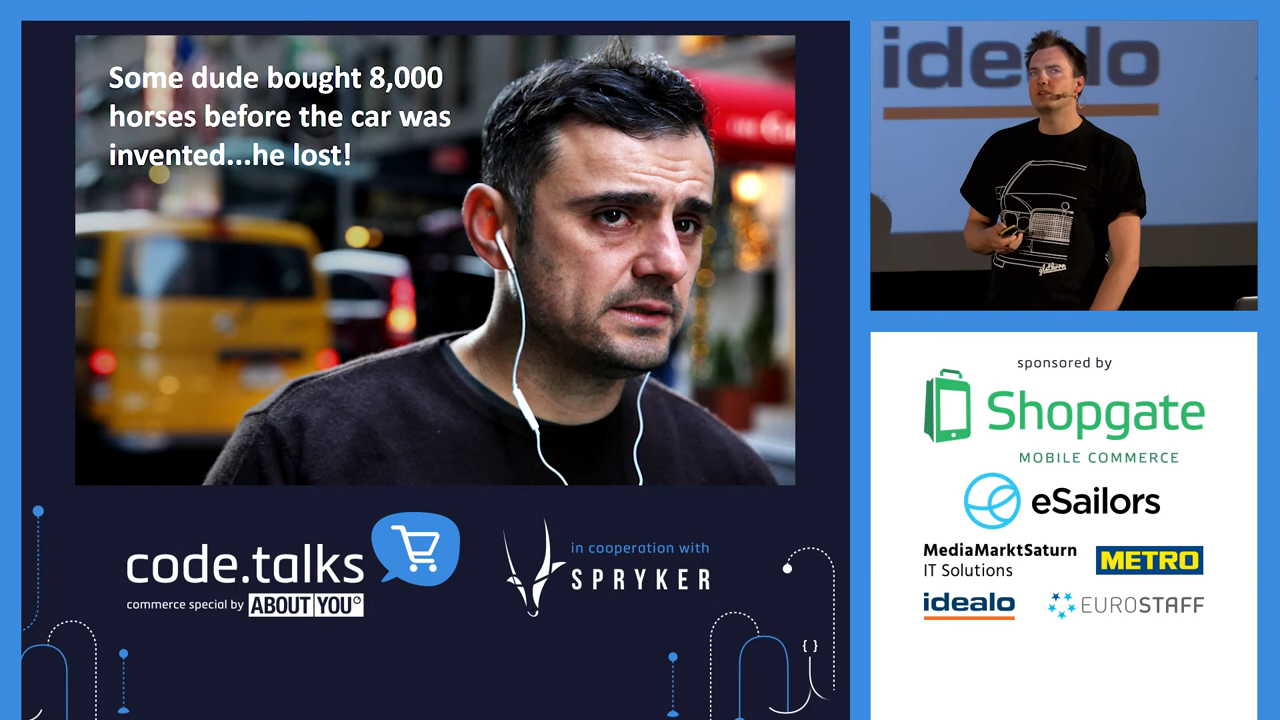 Some dude bought 8,000
horses before the car was
invented...he lost!
idealo
sponsored by
Shopgate
MOBILE COMMERCE
eSailors
MediaMarktSaturn
IT Solutions
METRO
idealo
EUROSTAFF
code.talks
commerce special by ABOUT YOU°
in cooperation with
SPRYKER
{ }